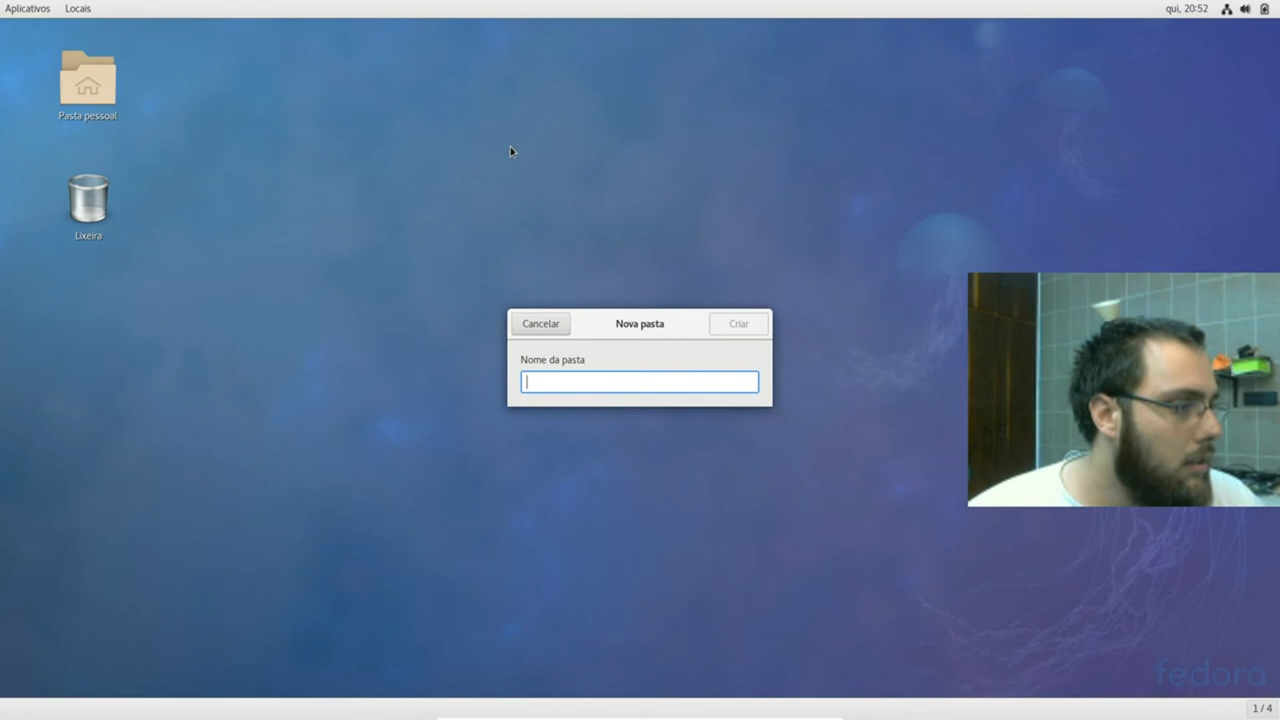 Aplicativos Locais qui, 20:52
Pasta pessoal
Lixeira
Cancelar Nova pasta Criar
Nome da pasta
fedora
1 / 4